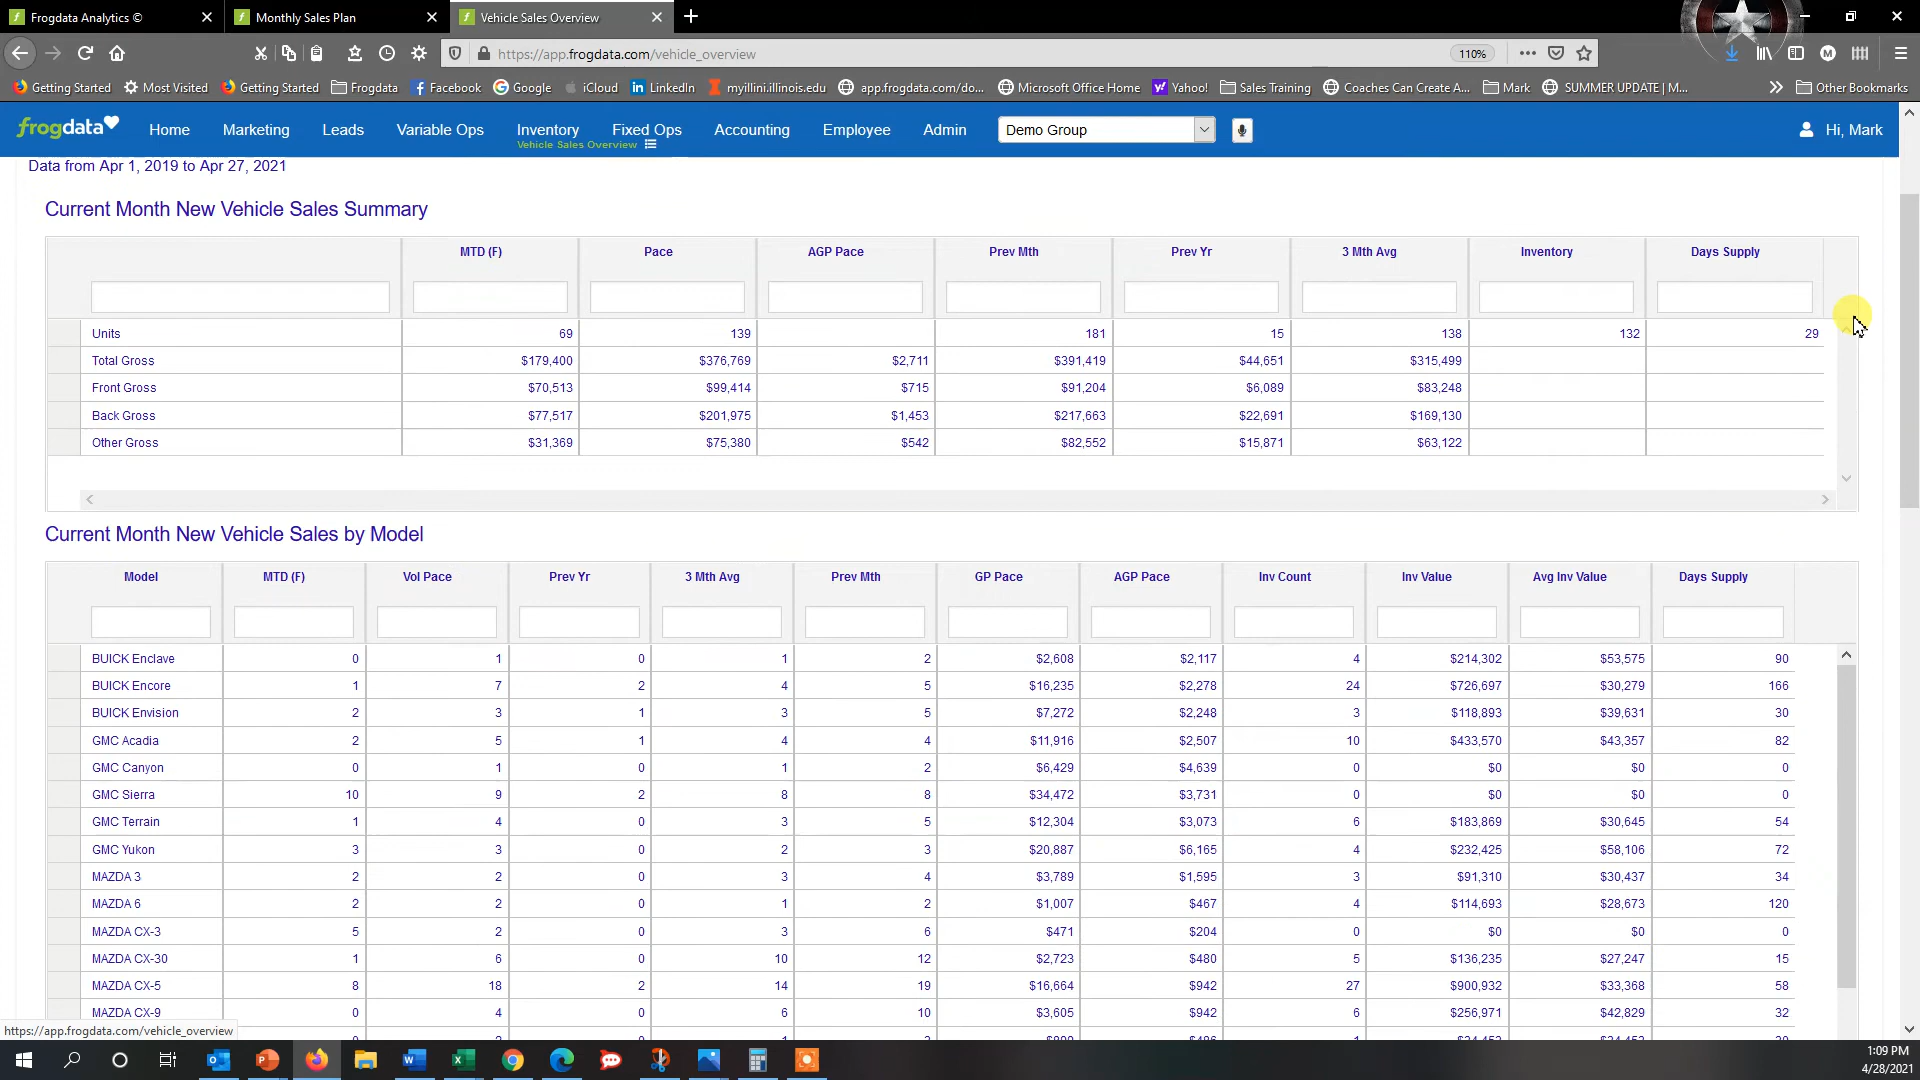 Frogdata Analytics ©
Monthly Sales Plan
Vehicle Sales Overview
https://app.frogdata.com/vehicle_overview
110%
Getting Started
Most Visited
Getting Started
Frogdata
Facebook
Google
iCloud
LinkedIn
myillini.illinois.edu
app.frogdata.com/do...
Microsoft Office Home
Yahoo!
Sales Training
Coaches Can Create A...
Mark
SUMMER UPDATE | M...
Other Bookmarks
frogdata
Home
Marketing
Leads
Variable Ops
Inventory
Fixed Ops
Accounting
Employee
Admin
Demo Group
Hi, Mark
Vehicle Sales Overview
Data from Apr 1, 2019 to Apr 27, 2021
Current Month New Vehicle Sales Summary
MTD (F) Pace AGP Pace Prev Mth Prev Yr 3 Mth Avg Inventory Days Supply
Units 69 139 181 15 138 132 29
Total Gross $179,400 $376,769 $2,711 $391,419 $44,651 $315,499
Front Gross $70,513 $99,414 $715 $91,204 $6,089 $83,248
Back Gross $77,517 $201,975 $1,453 $217,663 $22,691 $169,130
Other Gross $31,369 $75,380 $542 $82,552 $15,871 $63,122
Current Month New Vehicle Sales by Model
Model MTD (F) Vol Pace Prev Yr 3 Mth Avg Prev Mth GP Pace AGP Pace Inv Count Inv Value Avg Inv Value Days Supply
BUICK Enclave 0 1 0 1 2 $2,608 $2,117 4 $214,302 $53,575 90
BUICK Encore 1 7 2 4 5 $16,235 $2,278 24 $726,697 $30,279 166
BUICK Envision 2 3 1 3 5 $7,272 $2,248 3 $118,893 $39,631 30
GMC Acadia 2 5 1 4 4 $11,916 $2,507 10 $433,570 $43,357 82
GMC Canyon 0 1 0 1 2 $6,429 $4,639 0 $0 $0 0
GMC Sierra 10 9 2 8 8 $34,472 $3,731 0 $0 $0 0
GMC Terrain 1 4 0 3 5 $12,304 $3,073 6 $183,869 $30,645 54
GMC Yukon 3 3 0 2 3 $20,887 $6,165 4 $232,425 $58,106 72
MAZDA 3 2 2 0 3 4 $3,789 $1,595 3 $91,310 $30,437 34
MAZDA 6 2 2 0 1 2 $1,007 $467 4 $114,693 $28,673 120
MAZDA CX-3 5 2 0 3 6 $471 $204 0 $0 $0 0
MAZDA CX-30 1 6 0 10 12 $2,723 $480 5 $136,235 $27,247 15
MAZDA CX-5 8 18 2 14 19 $16,664 $942 27 $900,932 $33,368 58
MAZDA CX-9 0 4 0 6 10 $3,605 $942 6 $256,971 $42,829 32
https://app.frogdata.com/vehicle_overview
1:09 PM
4/28/2021